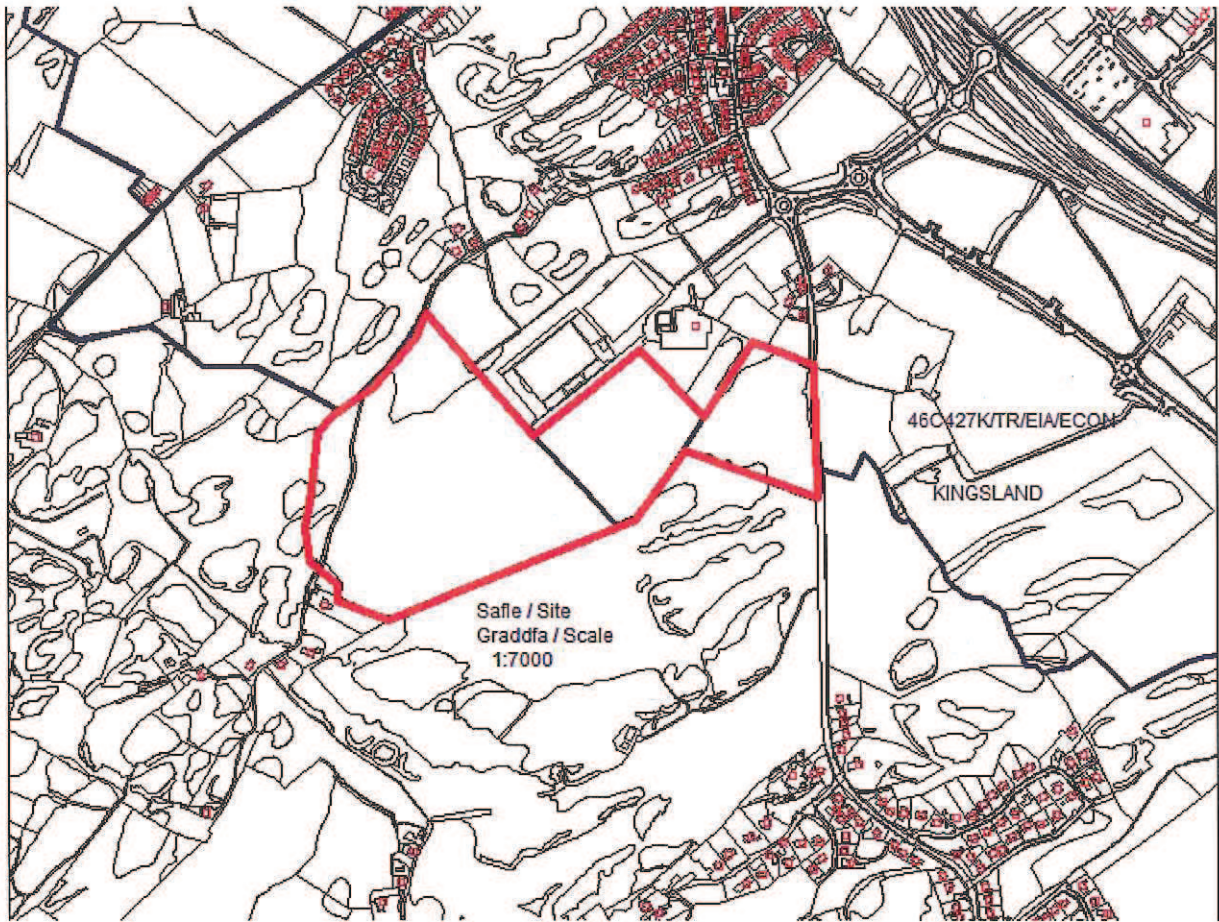 46C427K/TR/EIA/ECON
KINGSLAND
Safle / Site
Graddfa / Scale
1:7000